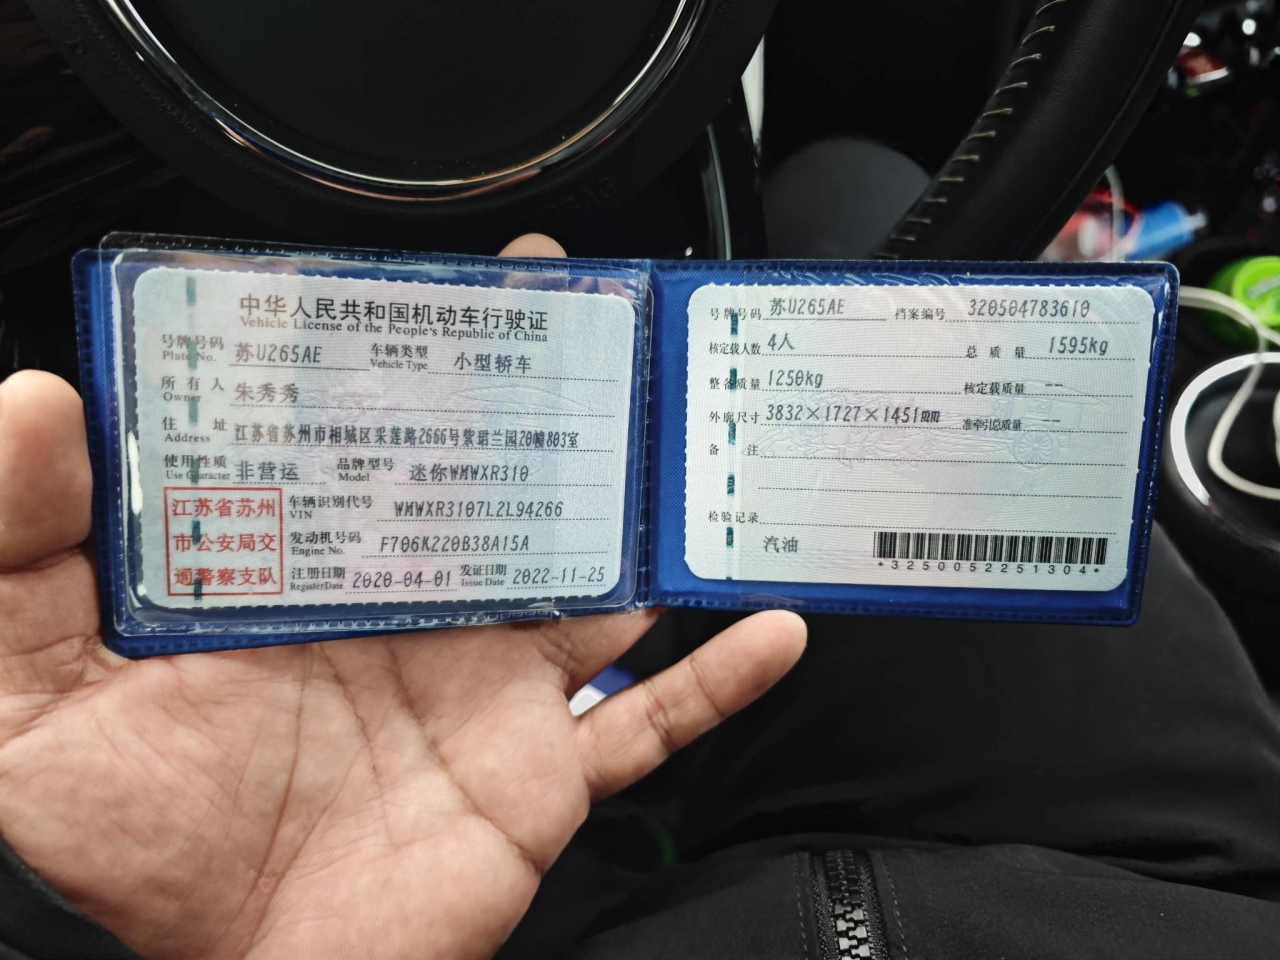 中华人民共和国机动车行驶证
Vehicle License of the People's Republic of China
号牌号码 苏U265AE 车辆类型 小型轿车
Plate No. Vehicle Type
所有人 朱秀秀
Owner
住址 江苏省苏州市相城区采莲路2666号紫珺兰园20幢803室
Address
使用性质 非营运 品牌型号 迷你WMWXR310
Use Character Model
江苏省苏州
市公安局交
通警察支队
车辆识别代号 WMWXR3107L2L94266
VIN
发动机号码 F706K220B38A15A
Engine No.
注册日期 2020-04-01 发证日期 2022-11-25
Register Date Issue Date
号牌号码 苏U265AE 档案编号 320504783610
核定载人数 4人 总质量 1595kg
整备质量 1250kg 核定载质量 --
外廓尺寸 3832×1727×1451mm 准牵引总质量 --
备注
检验记录
汽油
*3250052251304*